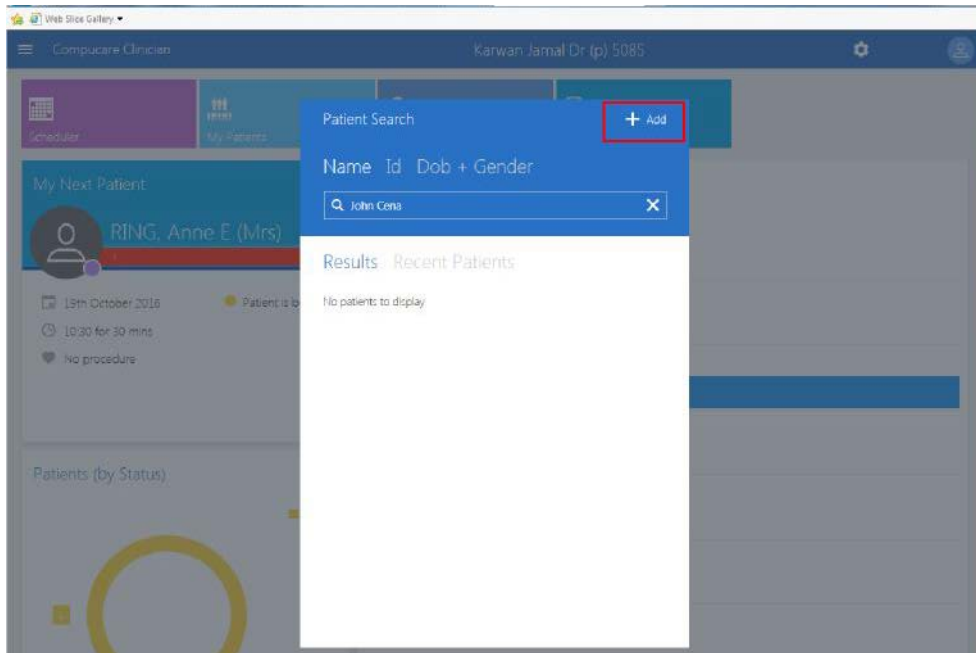 Web Slice Gallery
Compucare Clinician
Karwan Jamal Dr (p) 5085
Scheduler
My Patients
Patient Search
Add
Name Id Dob + Gender
John Cena
Results Recent Patients
No patients to display
My Next Patient
RING, Anne E (Mrs)
19th October 2016
Patient is b
10:30 for 30 mins
No procedure
Patients (by Status)